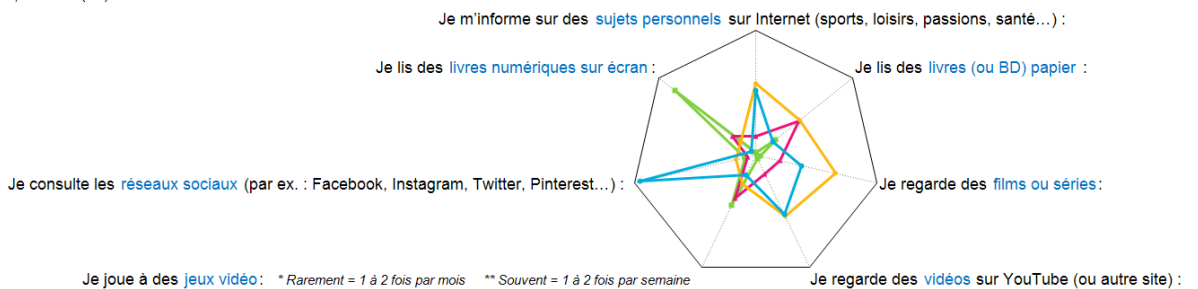 Je m'informe sur des sujets personnels sur Internet (sports, loisirs, passions, santé…) :
Je lis des livres numériques sur écran :
Je lis des livres (ou BD) papier :
Je consulte les réseaux sociaux (par ex. : Facebook, Instagram, Twitter, Pinterest…) :
Je regarde des films ou séries :
Je joue à des jeux vidéo : * Rarement = 1 à 2 fois par mois ** Souvent = 1 à 2 fois par semaine
Je regarde des vidéos sur YouTube (ou autre site) :